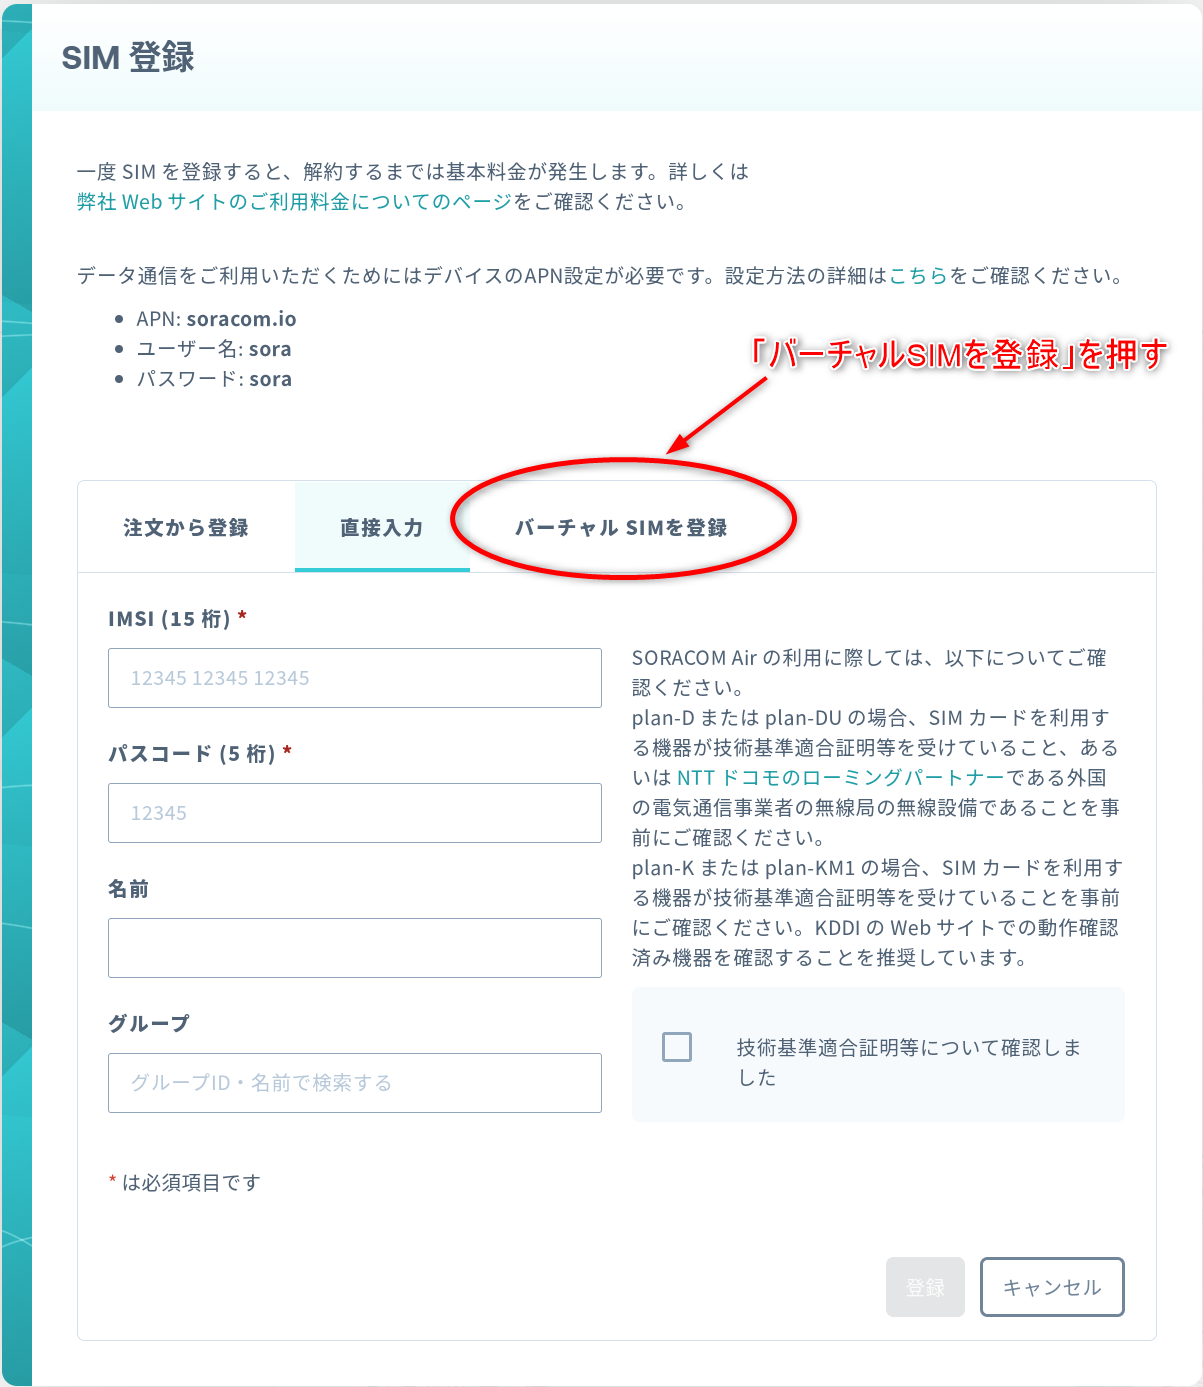 SIM 登録
一度 SIM を登録すると、解約するまでは基本料金が発生します。詳しくは
弊社 Web サイトのご利用料金についてのページをご確認ください。
データ通信をご利用いただくためにはデバイスのAPN設定が必要です。設定方法の詳細はこちらをご確認ください。
APN: soracom.io
ユーザー名: sora
パスワード: sora
「バーチャルSIMを登録」を押す
注文から登録
直接入力
バーチャル SIMを登録
IMSI (15 桁) *
12345 12345 12345
パスコード (5 桁) *
12345
名前
グループ
グループID・名前で検索する
* は必須項目です
SORACOM Air の利用に際しては、以下についてご確
認ください。
plan-D または plan-DU の場合、SIM カードを利用す
る機器が技術基準適合証明等を受けていること、ある
いは NTT ドコモのローミングパートナーである外国
の電気通信事業者の無線局の無線設備であることを事
前にご確認ください。
plan-K または plan-KM1 の場合、SIM カードを利用す
る機器が技術基準適合証明等を受けていることを事前
にご確認ください。KDDI の Web サイトでの動作確認
済み機器を確認することを推奨しています。
技術基準適合証明等について確認しま
した
登録
キャンセル